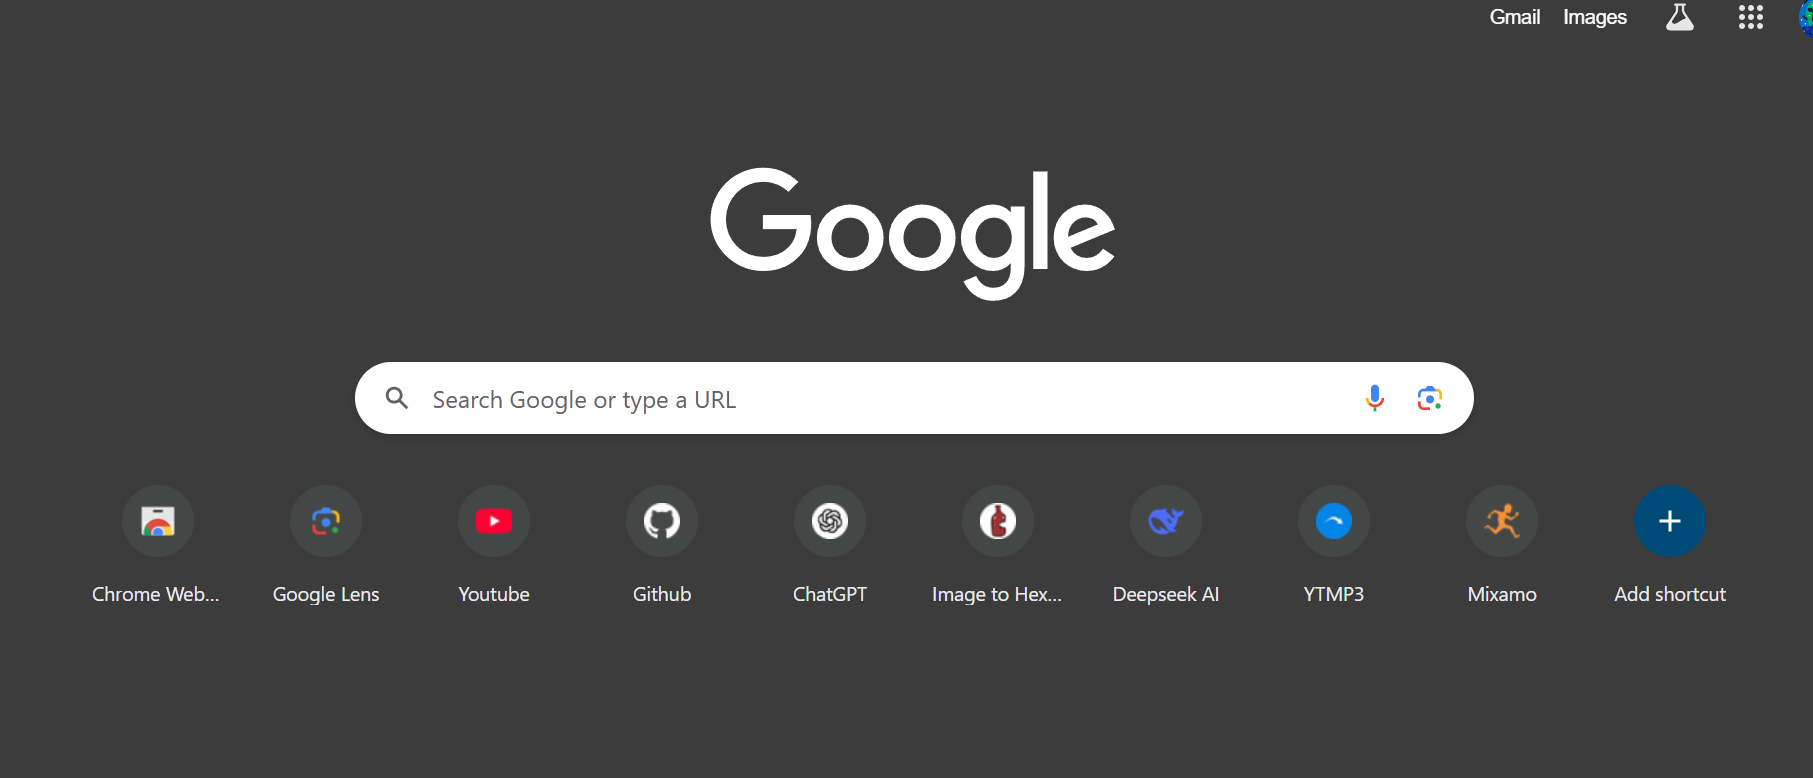 Gmail Images
Google
Search Google or type a URL
Chrome Web...
Google Lens
Youtube
Github
ChatGPT
Image to Hex...
Deepseek AI
YTMP3
Mixamo
Add shortcut